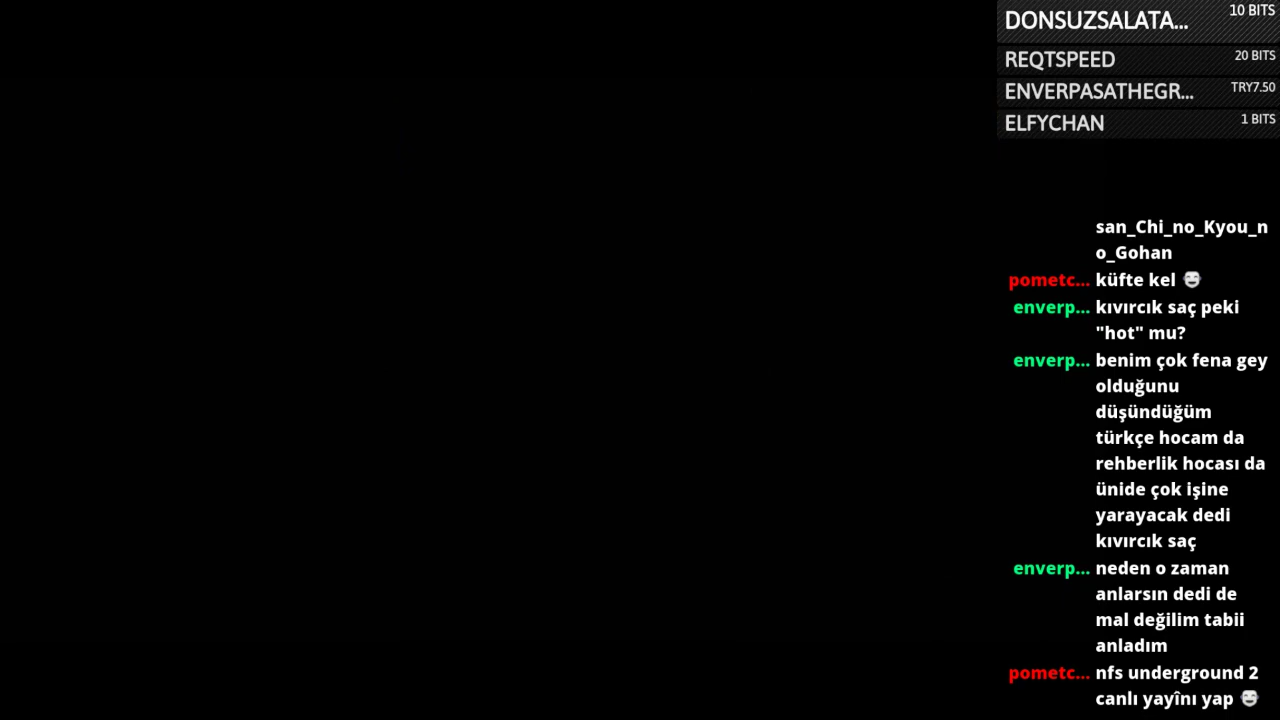 DONSUZSALATA... 10 BITS
REQTSPEED 20 BITS
ENVERPASATHEGR... TRY7.50
ELFYCHAN 1 BITS
san_Chi_no_Kyou_n
o_Gohan
pometc... küfte kel
enverp... kıvırcık saç peki
"hot" mu?
enverp... benim çok fena gey
olduğunu
düşündüğüm
türkçe hocam da
rehberlik hocası da
ünide çok işine
yarayacak dedi
kıvırcık saç
enverp... neden o zaman
anlarsın dedi de
mal değilim tabii
anladım
pometc... nfs underground 2
canlı yayînı yap